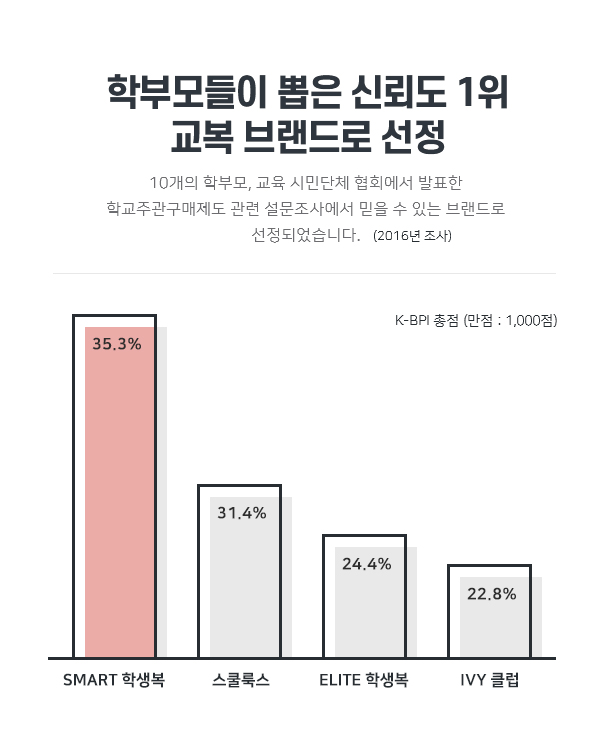 학부모들이 뽑은 신뢰도 1위
교복 브랜드로 선정
10개의 학부모, 교육 시민단체 협회에서 발표한
학교주관구매제도 관련 설문조사에서 믿을 수 있는 브랜드로
선정되었습니다. (2016년 조사)
K-BPI 총점 (만점 : 1,000점)
35.3%
31.4%
24.4%
22.8%
SMART 학생복
스쿨룩스
ELITE 학생복
IVY 클럽